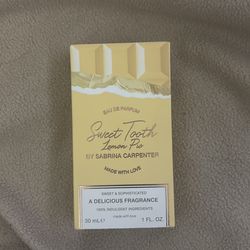 EAU DE PARFUM
Sweet Tooth
Lemon Pie
BY SABRINA CARPENTER
MADE WITH LOVE
SWEET & SOPHISTICATED
A DELICIOUS FRAGRANCE
100% INDULGENT INGREDIENTS
made with love
30 mL ℮
1 FL. OZ.